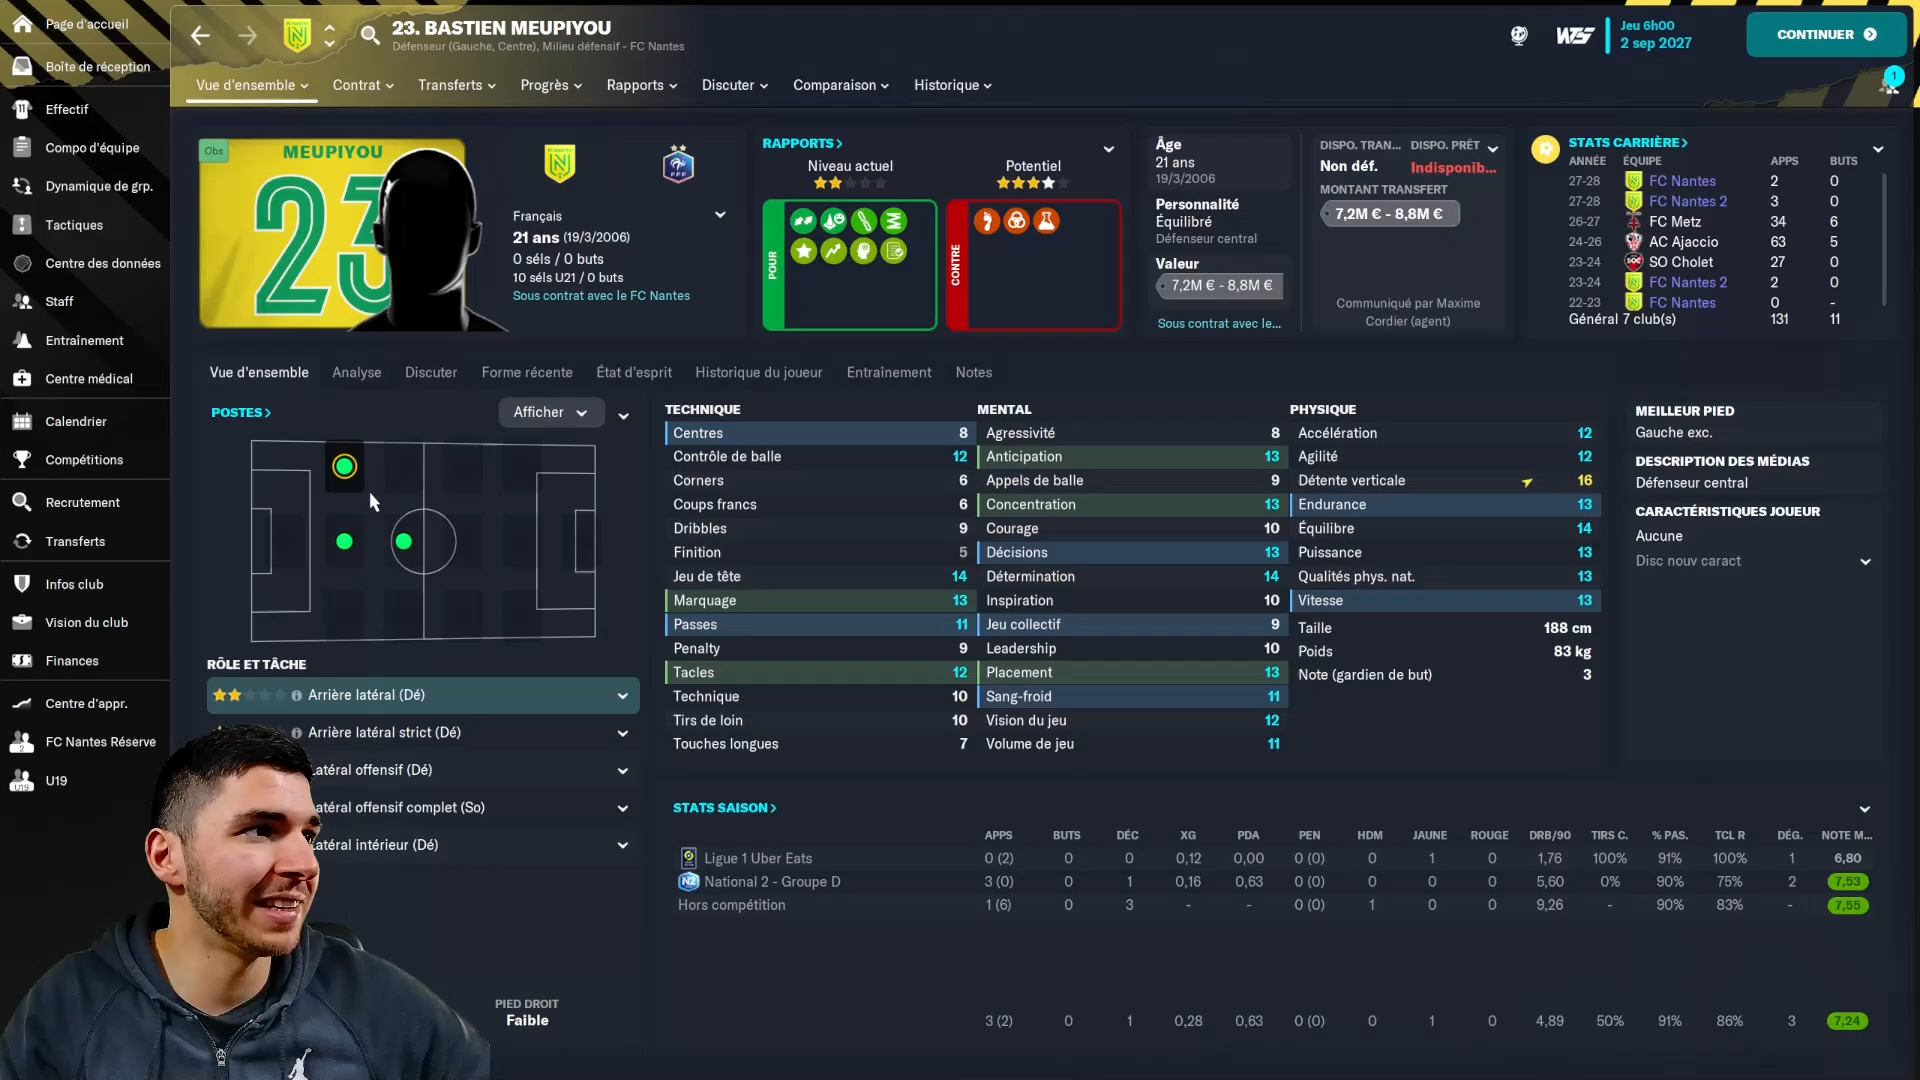 Page d'accueil
Boîte de réception
Effectif
Compo d'équipe
Dynamique de grp.
Tactiques
Centre des données
Staff
Entraînement
Centre médical
Calendrier
Compétitions
Recrutement
Transferts
Infos club
Vision du club
Finances
Centre d'appr.
FC Nantes Réserve
U19
23. BASTIEN MEUPIYOU
Défenseur (Gauche, Centre), Milieu défensif - FC Nantes
Jeu 6h00
2 sep 2027
CONTINUER
1
Vue d'ensemble Contrat Transferts Progrès Rapports Discuter Comparaison Historique
Obs
MEUPIYOU
23
Français
21 ans (19/3/2006)
0 séls / 0 buts
10 séls U21 / 0 buts
Sous contrat avec le FC Nantes
RAPPORTS
Niveau actuel Potentiel
POUR
CONTRE
Âge
21 ans
19/3/2006
Personnalité
Équilibré
Défenseur central
Valeur
7,2M € - 8,8M €
Sous contrat avec le...
DISPO. TRAN... DISPO. PRÊT
Non déf. Indisponib...
MONTANT TRANSFERT
7,2M € - 8,8M €
Communiqué par Maxime
Cordier (agent)
STATS CARRIÈRE
ANNÉE ÉQUIPE APPS BUTS
27-28 FC Nantes 2 0
27-28 FC Nantes 2 3 0
26-27 FC Metz 34 6
24-26 AC Ajaccio 63 5
23-24 SO Cholet 27 0
23-24 FC Nantes 2 2 0
22-23 FC Nantes 0 -
Général 7 club(s) 131 11
Vue d'ensemble Analyse Discuter Forme récente État d'esprit Historique du joueur Entraînement Notes
POSTES
Afficher
RÔLE ET TÂCHE
Arrière latéral (Dé)
Arrière latéral strict (Dé)
Latéral offensif (Dé)
atéral offensif complet (So)
atéral intérieur (Dé)
PIED DROIT
Faible
TECHNIQUE
Centres 8
Contrôle de balle 12
Corners 6
Coups francs 6
Dribbles 9
Finition 5
Jeu de tête 14
Marquage 13
Passes 11
Penalty 9
Tacles 12
Technique 10
Tirs de loin 10
Touches longues 7
MENTAL
Agressivité 8
Anticipation 13
Appels de balle 9
Concentration 13
Courage 10
Décisions 13
Détermination 14
Inspiration 10
Jeu collectif 9
Leadership 10
Placement 13
Sang-froid 11
Vision du jeu 12
Volume de jeu 11
PHYSIQUE
Accélération 12
Agilité 12
Détente verticale 16
Endurance 13
Équilibre 14
Puissance 13
Qualités phys. nat. 13
Vitesse 13
Taille 188 cm
Poids 83 kg
Note (gardien de but) 3
MEILLEUR PIED
Gauche exc.
DESCRIPTION DES MÉDIAS
Défenseur central
CARACTÉRISTIQUES JOUEUR
Aucune
Disc nouv caract
STATS SAISON
APPS BUTS DÉC XG PDA PEN HDM JAUNE ROUGE DRB/90 TIRS C. % PAS. TCL R DÉG. NOTE M...
Ligue 1 Uber Eats 0 (2) 0 0 0,12 0,00 0 (0) 0 1 0 1,76 100% 91% 100% 1 6,80
National 2 - Groupe D 3 (0) 0 1 0,16 0,63 0 (0) 0 0 0 5,60 0% 90% 75% 2 7,53
Hors compétition 1 (6) 0 3 - - 0 (0) 1 0 0 9,26 - 90% 83% - 7,55
3 (2) 0 1 0,28 0,63 0 (0) 0 1 0 4,89 50% 91% 86% 3 7,24